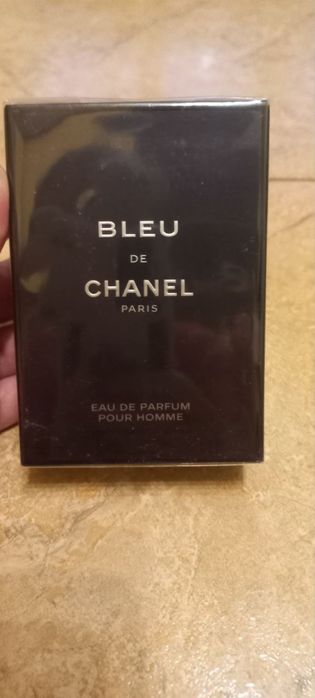 BLEU
DE
CHANEL
PARIS
EAU DE PARFUM
POUR HOMME